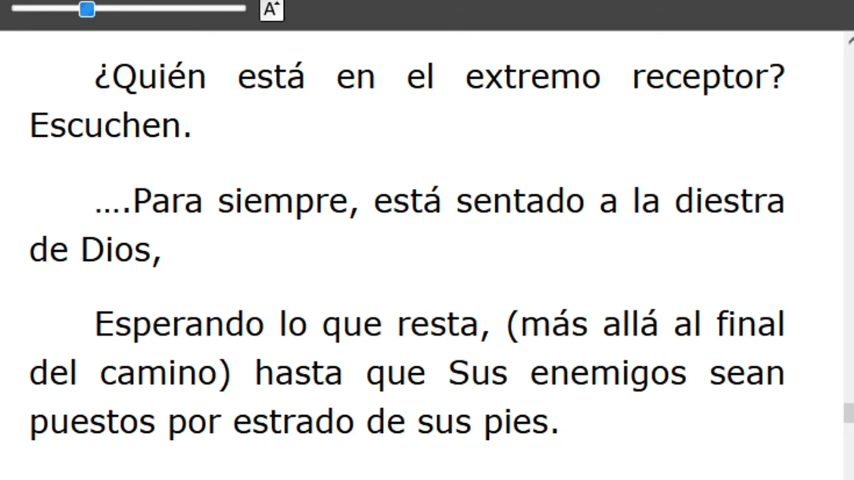 A
¿Quién está en el extremo receptor?
Escuchen.
....Para siempre, está sentado a la diestra
de Dios,
Esperando lo que resta, (más allá al final
del camino) hasta que Sus enemigos sean
puestos por estrado de sus pies.